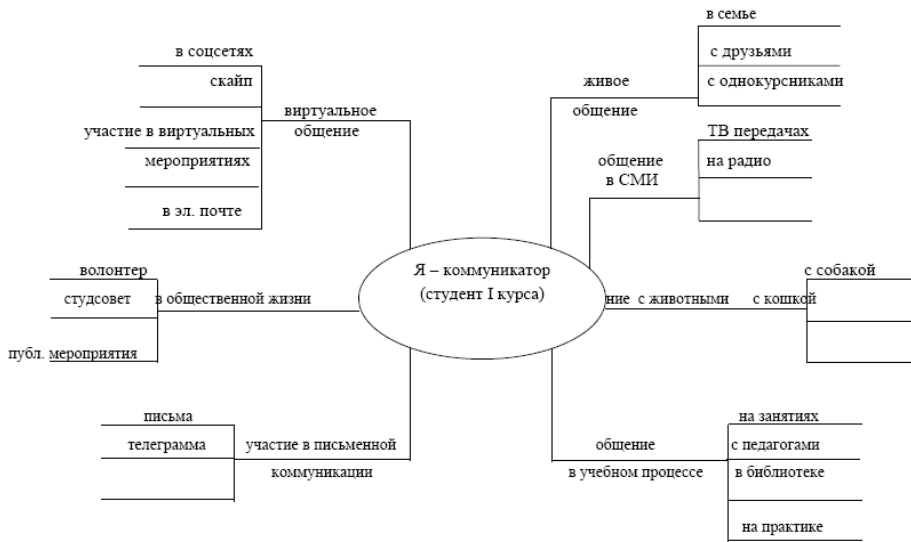 в соцсетях
скайп
участие в виртуальных
мероприятиях
в эл. почте
виртуальное
общение
в семье
с друзьями
с однокурсниками
живое
общение
ТВ передачах
на радио
общение
в СМИ
Я – коммуникатор
(студент I курса)
волонтер
студсовет
публ. мероприятия
в общественной жизни
ние с животными
с собакой
с кошкой
письма
телеграмма
участие в письменной
коммуникации
общение
в учебном процессе
на занятиях
с педагогами
в библиотеке
на практике